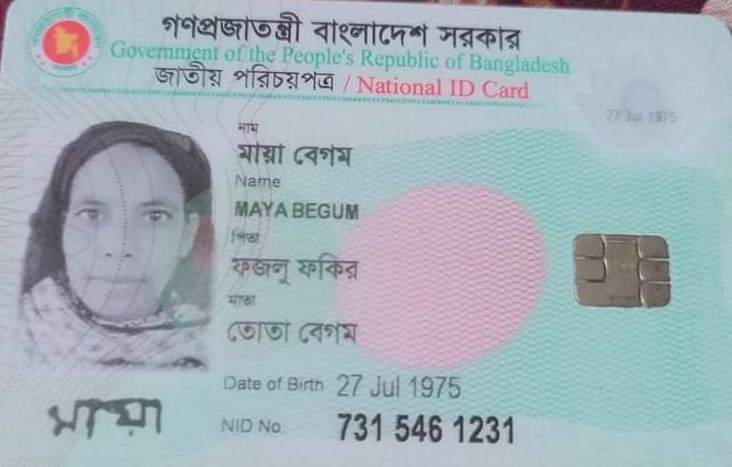 গণপ্রজাতন্ত্রী বাংলাদেশ সরকার
Government of the People's Republic of Bangladesh
জাতীয় পরিচয়পত্র / National ID Card
27 Jul 1975
নাম
মায়া বেগম
Name
MAYA BEGUM
পিতা
ফজলু ফকির
মাতা
তোতা বেগম
Date of Birth 27 Jul 1975
মায়া
NID No. 731 546 1231